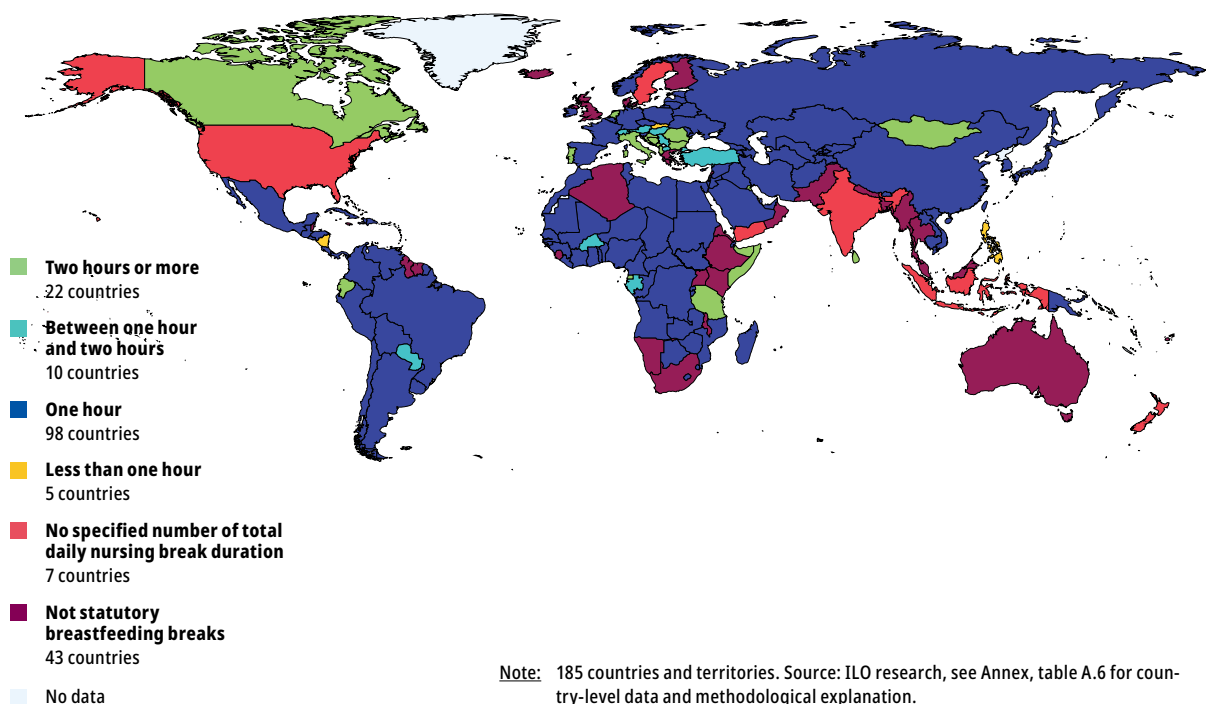 Two hours or more
22 countries
Between one hour
and two hours
10 countries
One hour
98 countries
Less than one hour
5 countries
No specified number of total
daily nursing break duration
7 countries
Not statutory
breastfeeding breaks
43 countries
No data
Note: 185 countries and territories. Source: ILO research, see Annex, table A.6 for coun-
try-level data and methodological explanation.